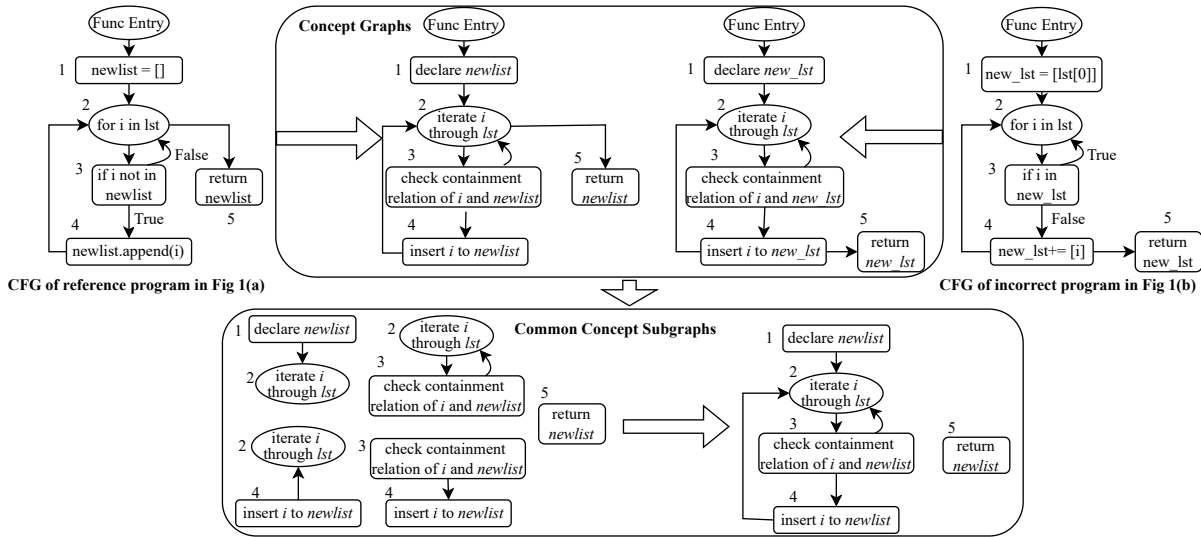 Func Entry
1
newlist = []
2
for i in lst
False
3
if i not in
newlist
return
newlist
5
True
4
newlist.append(i)
CFG of reference program in Fig 1(a)
Concept Graphs
Func Entry
1
declare newlist
2
iterate i
through lst
3
check containment
relation of i and newlist
5
return
newlist
4
insert i to newlist
Func Entry
1
declare new_lst
2
iterate i
through lst
3
check containment
relation of i and new_lst
4
insert i to new_lst
5
return
new_lst
Func Entry
1
new_lst = [lst[0]]
2
for i in lst
True
3
if i in
new_lst
False
4
new_lst+= [i]
5
return
new_lst
CFG of incorrect program in Fig 1(b)
Common Concept Subgraphs
1
declare newlist
2
iterate i
through lst
2
iterate i
through lst
3
check containment
relation of i and newlist
5
return
newlist
2
iterate i
through lst
4
insert i to newlist
3
check containment
relation of i and newlist
4
insert i to newlist
1
declare newlist
2
iterate i
through lst
3
check containment
relation of i and newlist
4
insert i to newlist
5
return
newlist